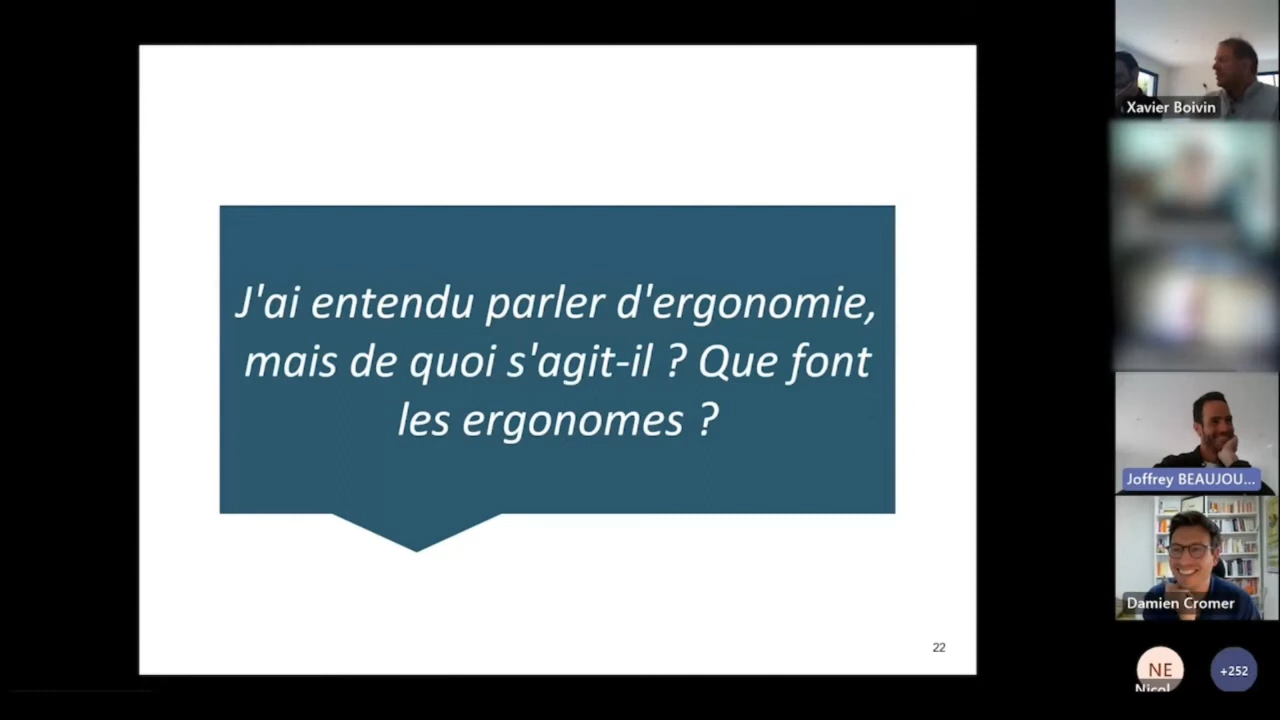 J'ai entendu parler d'ergonomie,
mais de quoi s'agit-il ? Que font
les ergonomes ?
22
Xavier Boivin
Joffrey BEAUJOU...
Damien Cromer
NE
Nicol
+252